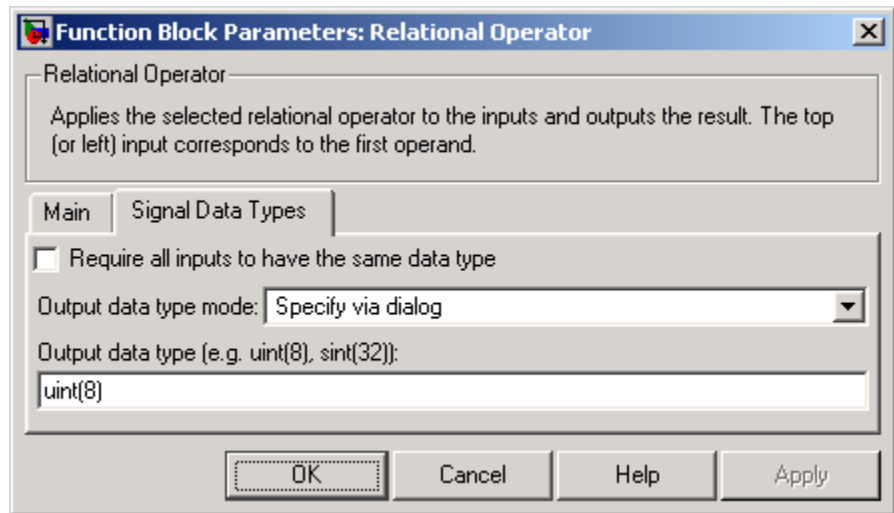 Function Block Parameters: Relational Operator
Relational Operator
Applies the selected relational operator to the inputs and outputs the result. The top
(or left) input corresponds to the first operand.
Main Signal Data Types
Require all inputs to have the same data type
Output data type mode: Specify via dialog
Output data type (e.g. uint(8), sint(32)):
uint(8)
OK Cancel Help Apply